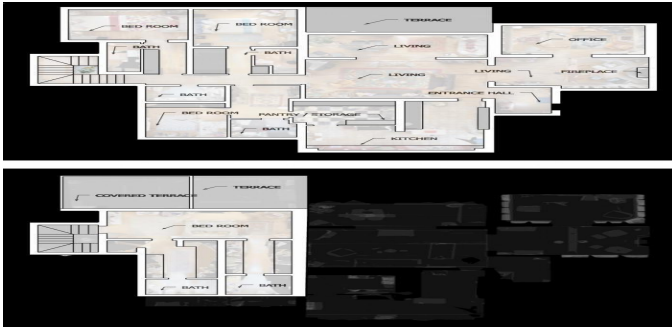 BED ROOM
BED ROOM
TERRACE
OFFICE
BATH
BATH
LIVING
LIVING
LIVING
FIREPLACE
BATH
ENTRANCE HALL
BED ROOM
PANTRY / STORAGE
BATH
KITCHEN
COVERED TERRACE
TERRACE
BED ROOM
BATH
BATH